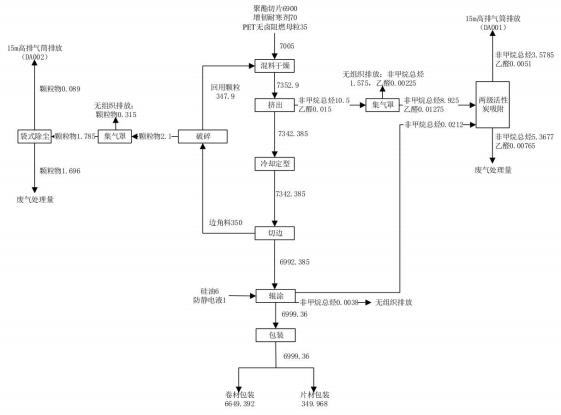 聚酯切片6900
增韧耐寒剂70
PET无卤阻燃母粒35
15m高排气筒排放
(DA002)
15m高排气筒排放
(DA001)
7005
混料干燥
颗粒物0.089
回用颗粒
347.9
7352.9
无组织排放：非甲烷总烃
1.575，乙醛0.00225
非甲烷总烃3.5785
乙醛0.0051
无组织排放：
颗粒物0.315
挤出
非甲烷总烃10.5
乙醛0.015
集气罩
非甲烷总烃8.925
乙醛0.01275
两级活性
炭吸附
非甲烷总烃0.0212
袋式除尘
颗粒物1.785
集气罩
颗粒物2.1
破碎
7342.385
非甲烷总烃5.3677
乙醛0.00765
颗粒物1.696
冷却定型
废气处理量
废气处理量
7342.385
边角料350
切边
6992.385
硅油6
防静电液1
辊涂
非甲烷总烃0.0038
无组织排放
6999.36
包装
6999.36
卷材包装
6649.392
片材包装
349.968